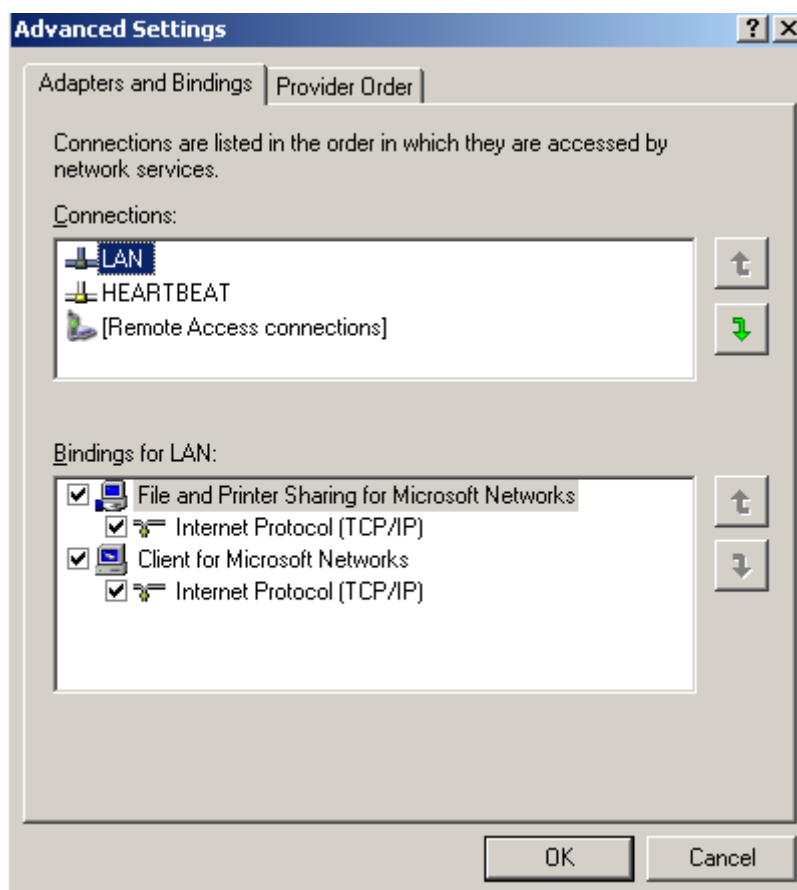 Advanced Settings
Adapters and Bindings
Provider Order
Connections are listed in the order in which they are accessed by
network services.
Connections:
LAN
HEARTBEAT
[Remote Access connections]
Bindings for LAN:
File and Printer Sharing for Microsoft Networks
Internet Protocol (TCP/IP)
Client for Microsoft Networks
Internet Protocol (TCP/IP)
OK
Cancel